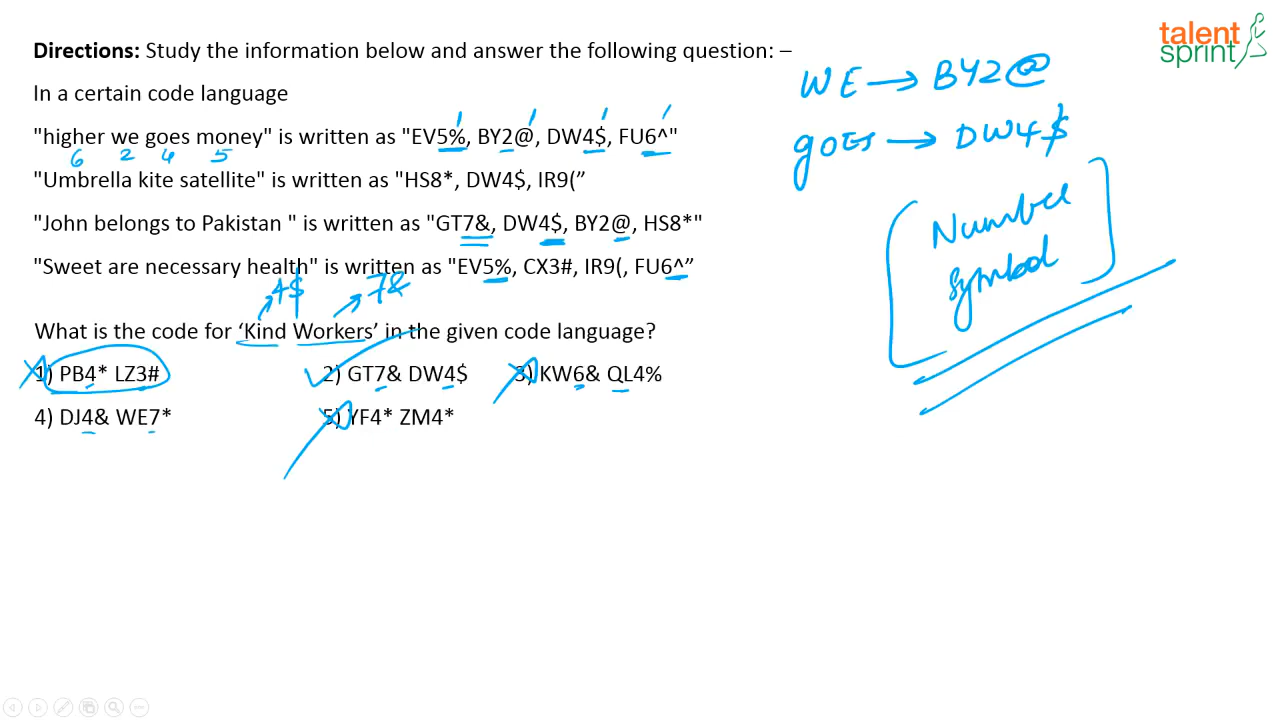 talent
sprint
Directions: Study the information below and answer the following question: –
In a certain code language
"higher we goes money" is written as "EV5%, BY2@, DW4$, FU6^"
6 2 4 5
"Umbrella kite satellite" is written as "HS8*, DW4$, IR9(”
"John belongs to Pakistan " is written as "GT7&, DW4$, BY2@, HS8*"
"Sweet are necessary health" is written as "EV5%, CX3#, IR9(, FU6^”
4$ 7&
What is the code for ‘Kind Workers’ in the given code language?
1) PB4* LZ3# 2) GT7& DW4$ 3) KW6& QL4%
4) DJ4& WE7* 5) YF4* ZM4*
WE → BY2@
goes → DW4$
Number
symbol